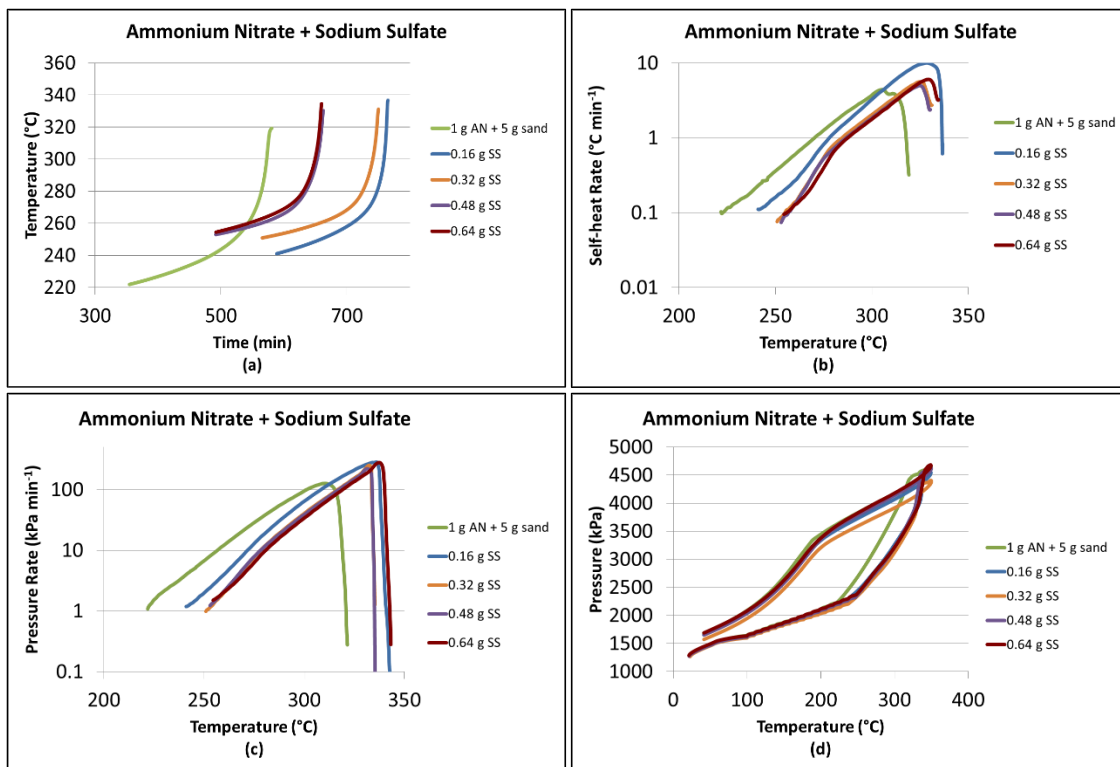 Ammonium Nitrate + Sodium Sulfate
360
340
320
300
280
260
240
220
300
500
700
Temperature (°C)
Time (min)
(a)
1 g AN + 5 g sand
0.16 g SS
0.32 g SS
0.48 g SS
0.64 g SS
Ammonium Nitrate + Sodium Sulfate
10
1
0.1
0.01
200
250
300
350
Self-heat Rate (°C min⁻¹)
Temperature (°C)
(b)
1 g AN + 5 g sand
0.16 g SS
0.32 g SS
0.48 g SS
0.64 g SS
Ammonium Nitrate + Sodium Sulfate
100
10
1
0.1
200
250
300
350
Pressure Rate (kPa min⁻¹)
Temperature (°C)
(c)
1 g AN + 5 g sand
0.16 g SS
0.32 g SS
0.48 g SS
0.64 g SS
Ammonium Nitrate + Sodium Sulfate
5000
4500
4000
3500
3000
2500
2000
1500
1000
0
100
200
300
400
Pressure (kPa)
Temperature (°C)
(d)
1 g AN + 5 g sand
0.16 g SS
0.32 g SS
0.48 g SS
0.64 g SS